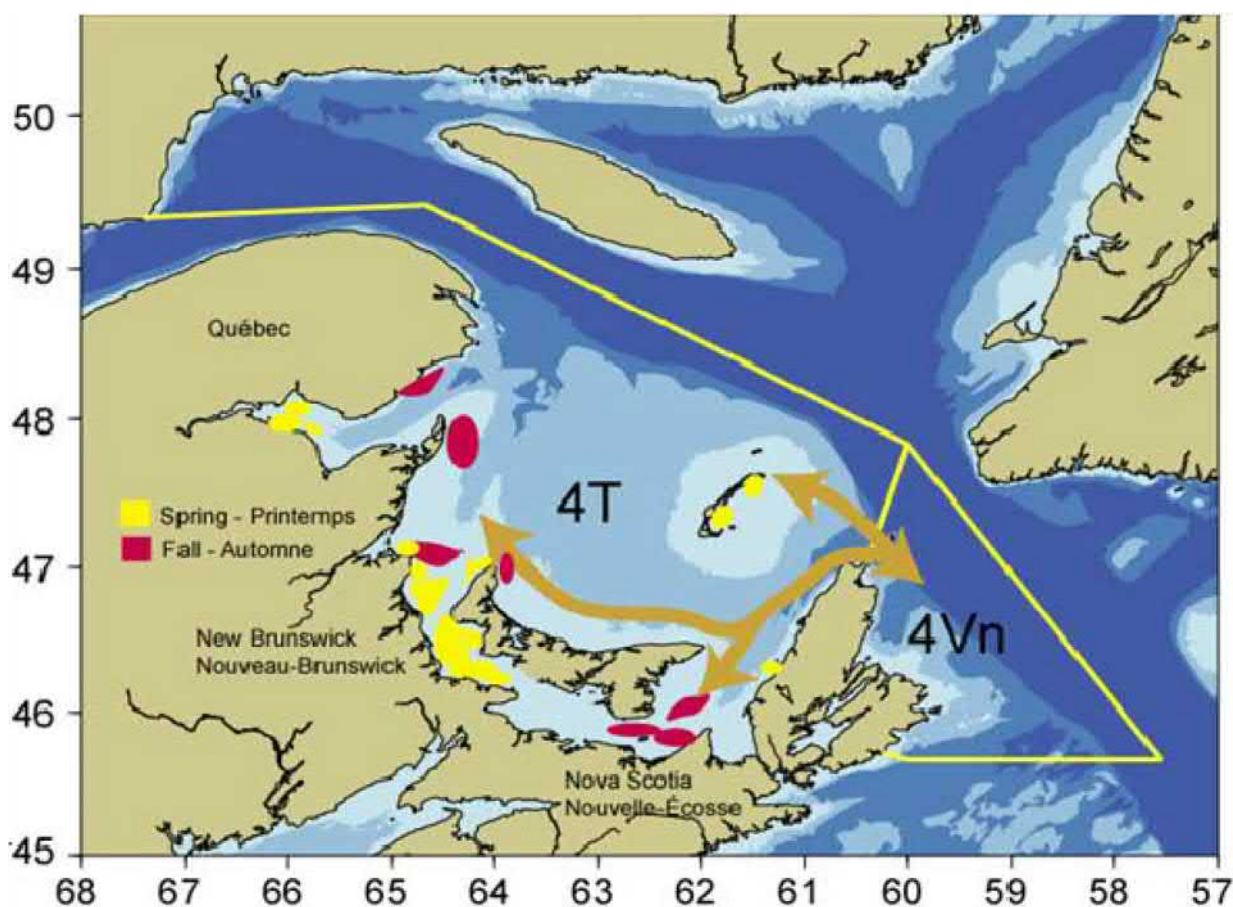 50
49
Québec
48
4T
Spring - Printemps
Fall - Automne
47
New Brunswick
Nouveau-Brunswick
4Vn
46
Nova Scotia
Nouvelle-Écosse
45
68 67 66 65 64 63 62 61 60 59 58 57